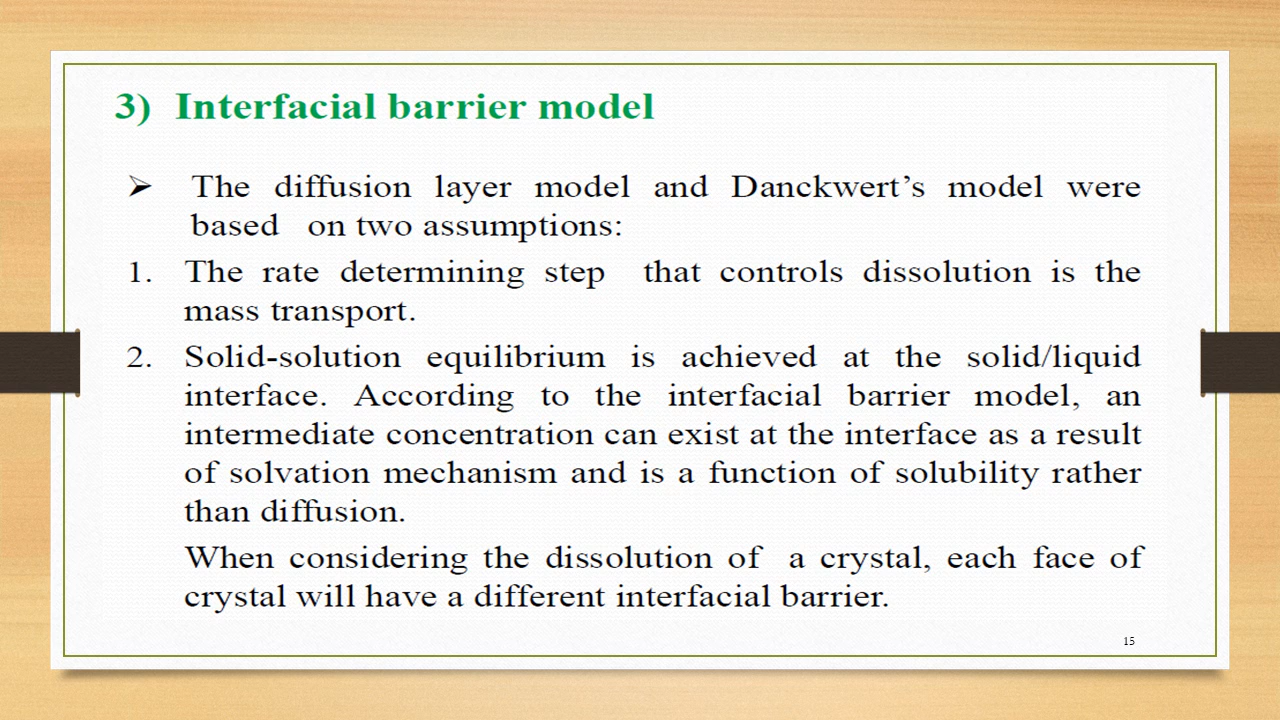 3) Interfacial barrier model
➢ The diffusion layer model and Danckwert’s model were
based on two assumptions:
1. The rate determining step that controls dissolution is the
mass transport.
2. Solid-solution equilibrium is achieved at the solid/liquid
interface. According to the interfacial barrier model, an
intermediate concentration can exist at the interface as a result
of solvation mechanism and is a function of solubility rather
than diffusion.
When considering the dissolution of a crystal, each face of
crystal will have a different interfacial barrier.
15